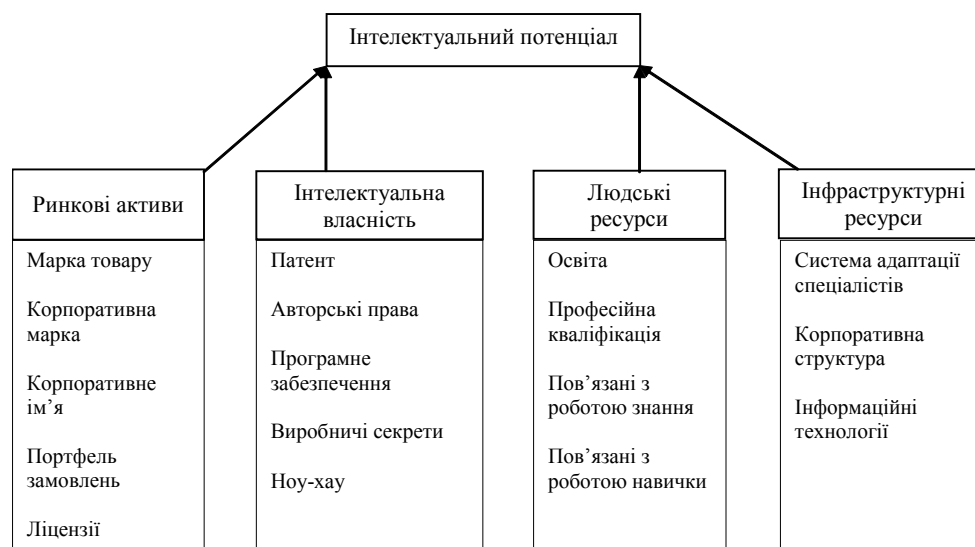 Інтелектуальний потенціал
Ринкові активи
Марка товару
Корпоративна
марка
Корпоративне
ім’я
Портфель
замовлень
Ліцензії
Інтелектуальна
власність
Патент
Авторські права
Програмне
забезпечення
Виробничі секрети
Ноу-хау
Людські
ресурси
Освіта
Професійна
кваліфікація
Пов’язані з
роботою знання
Пов’язані з
роботою навички
Інфраструктурні
ресурси
Система адаптації
спеціалістів
Корпоративна
структура
Інформаційні
технології